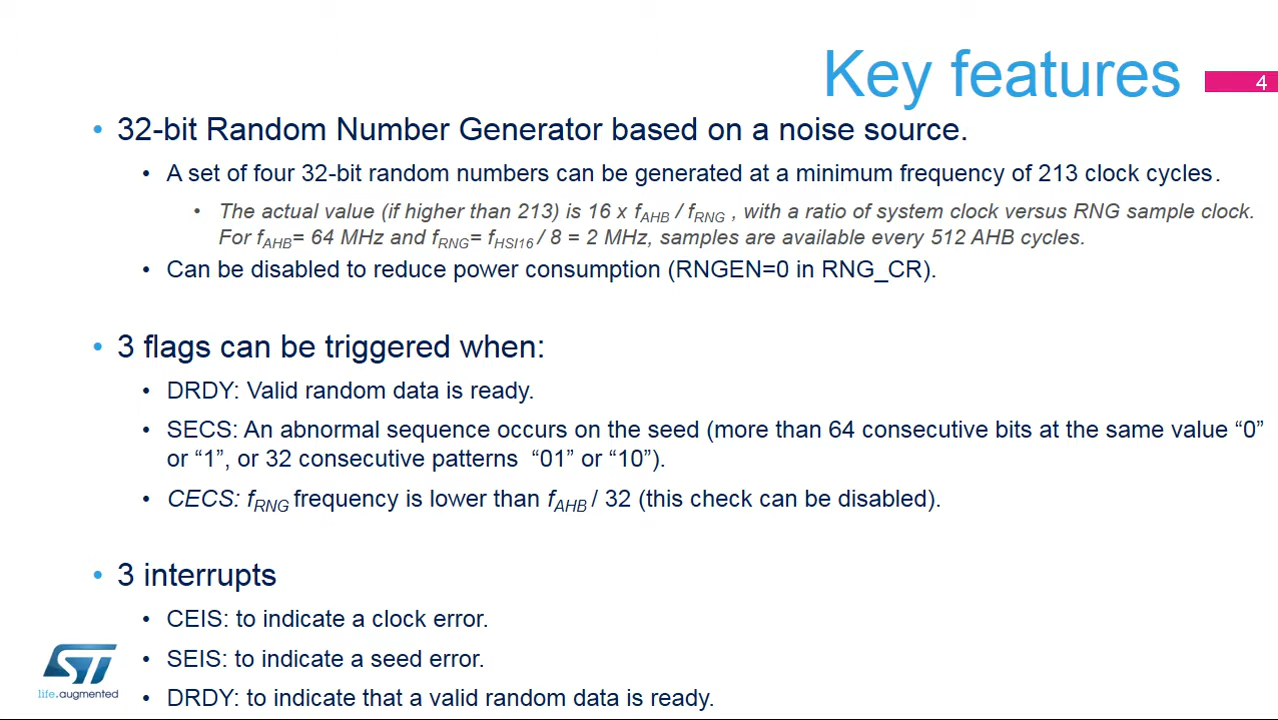 Key features
4
• 32-bit Random Number Generator based on a noise source.
• A set of four 32-bit random numbers can be generated at a minimum frequency of 213 clock cycles.
• The actual value (if higher than 213) is 16 x fAHB / fRNG , with a ratio of system clock versus RNG sample clock.
For fAHB= 64 MHz and fRNG= fHSI16 / 8 = 2 MHz, samples are available every 512 AHB cycles.
• Can be disabled to reduce power consumption (RNGEN=0 in RNG_CR).
• 3 flags can be triggered when:
• DRDY: Valid random data is ready.
• SECS: An abnormal sequence occurs on the seed (more than 64 consecutive bits at the same value “0”
or “1”, or 32 consecutive patterns “01” or “10”).
• CECS: fRNG frequency is lower than fAHB / 32 (this check can be disabled).
• 3 interrupts
• CEIS: to indicate a clock error.
• SEIS: to indicate a seed error.
• DRDY: to indicate that a valid random data is ready.
ST
life.augmented